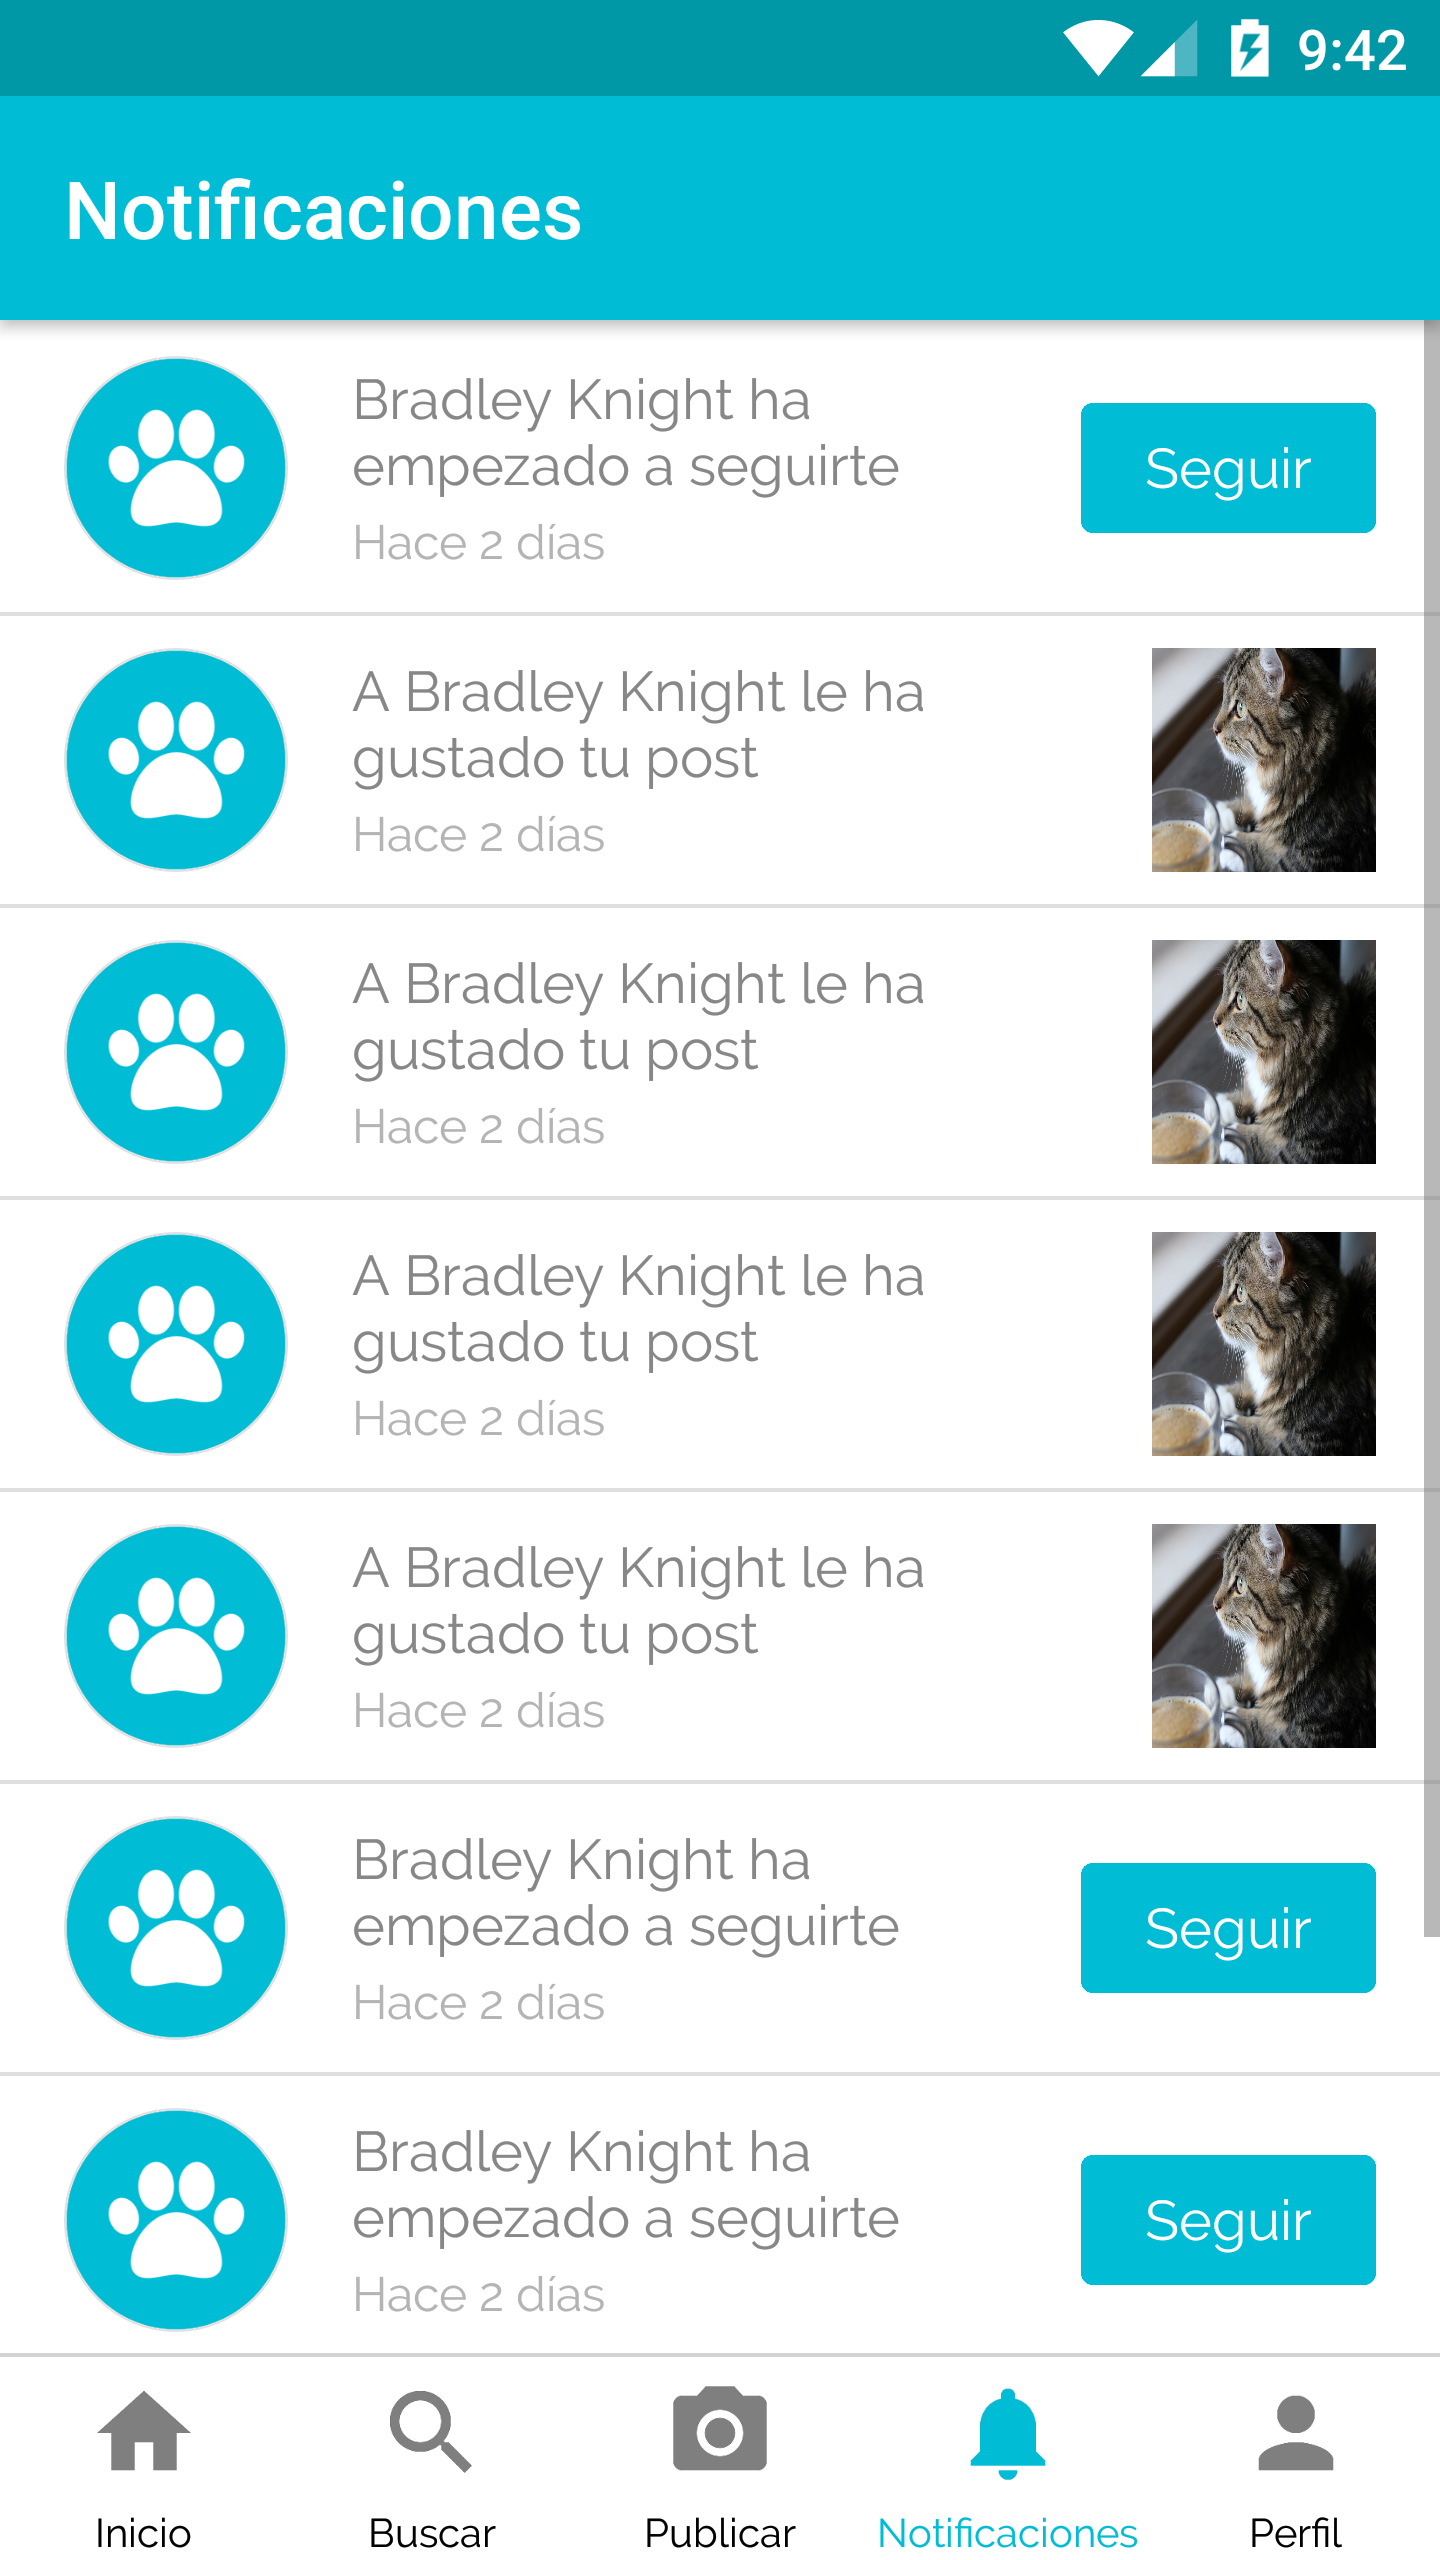 9:42
Notificaciones
Bradley Knight ha
empezado a seguirte
Hace 2 días
Seguir
A Bradley Knight le ha
gustado tu post
Hace 2 días
A Bradley Knight le ha
gustado tu post
Hace 2 días
A Bradley Knight le ha
gustado tu post
Hace 2 días
A Bradley Knight le ha
gustado tu post
Hace 2 días
Bradley Knight ha
empezado a seguirte
Hace 2 días
Seguir
Bradley Knight ha
empezado a seguirte
Hace 2 días
Seguir
Inicio
Buscar
Publicar
Notificaciones
Perfil